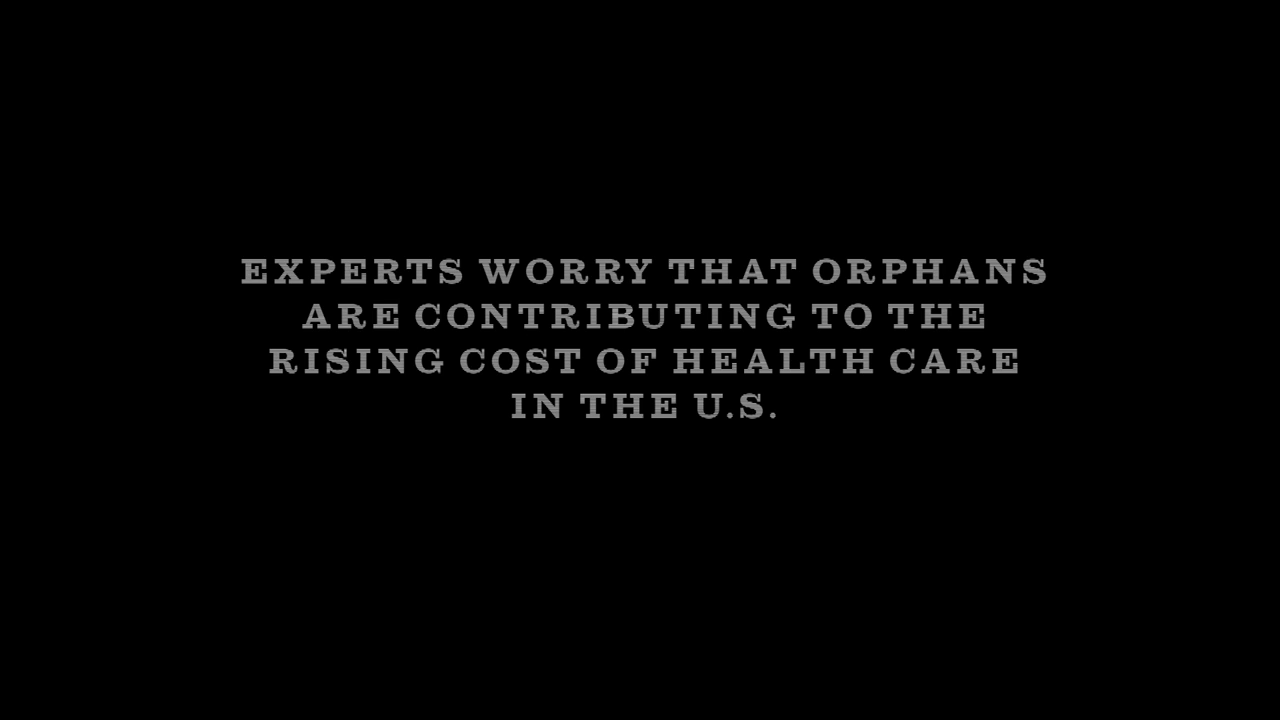 EXPERTS WORRY THAT ORPHANS
ARE CONTRIBUTING TO THE
RISING COST OF HEALTH CARE
IN THE U.S.